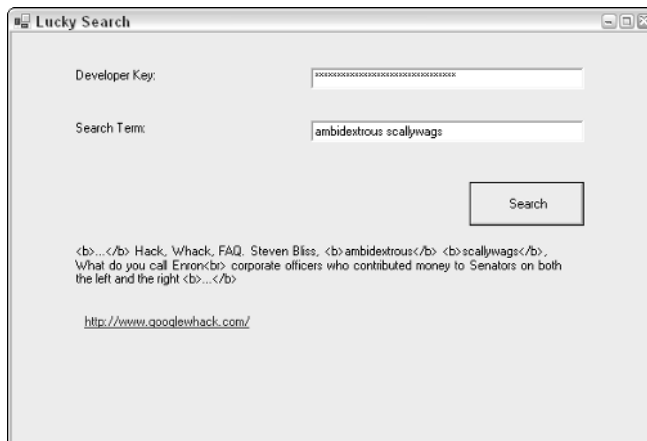 Lucky Search
Developer Key:
Search Term:
ambidextrous scallywags
Search
<b>...</b> Hack, Whack, FAQ. Steven Bliss, <b>ambidextrous</b> <b>scallywags</b>,
What do you call Enron<br> corporate officers who contributed money to Senators on both
the left and the right <b>...</b>
http://www.googlewhack.com/